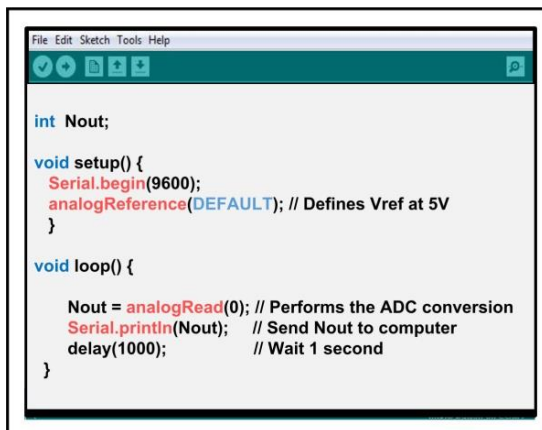 File Edit Sketch Tools Help
int Nout;
void setup() {
Serial.begin(9600);
analogReference(DEFAULT); // Defines Vref at 5V
}
void loop() {
Nout = analogRead(0); // Performs the ADC conversion
Serial.println(Nout); // Send Nout to computer
delay(1000); // Wait 1 second
}